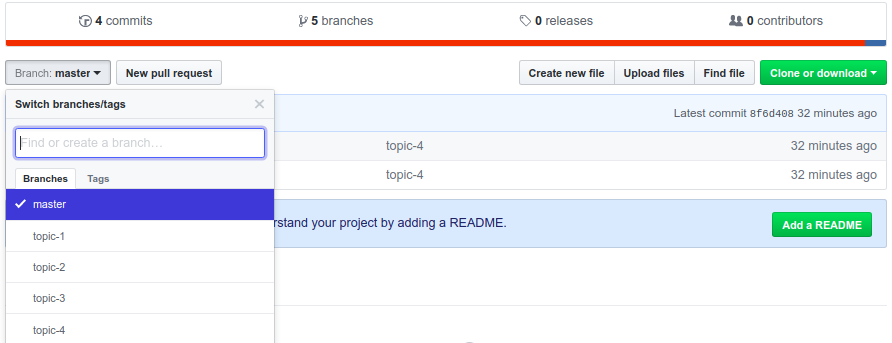 4 commits 5 branches 0 releases 0 contributors
Branch: master New pull request Create new file Upload files Find file Clone or download
Switch branches/tags
Latest commit 8f6d408 32 minutes ago
Find or create a branch…
topic-4 32 minutes ago
Branches Tags
topic-4 32 minutes ago
master
rstand your project by adding a README. Add a README
topic-1
topic-2
topic-3
topic-4